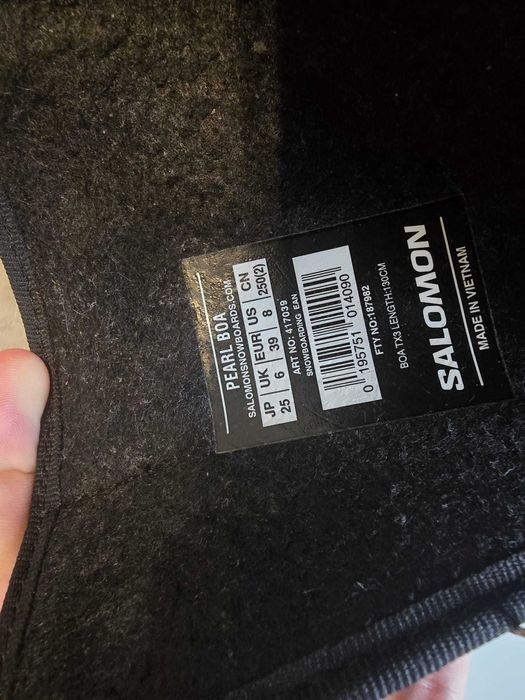 PEARL BOA
SALOMONSNOWBOARDS.COM
JP UK EUR US CN
25 6 39 8 250(2)
ART NO: 417039
SNOWBOARDING EAN
0 195751 014090
FTY NO:187982
BOA TX3 LENGTH:130CM
SALOMON
MADE IN VIETNAM